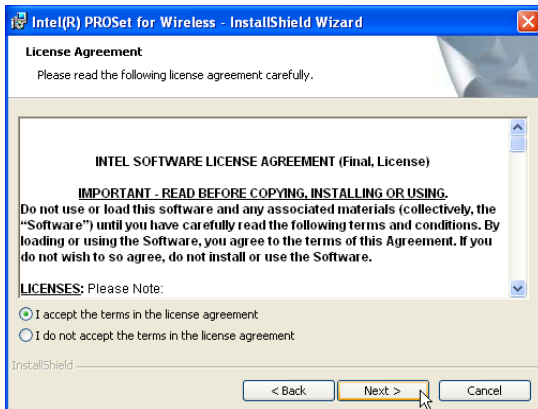 Intel(R) PROSet for Wireless - InstallShield Wizard
License Agreement
Please read the following license agreement carefully.
INTEL SOFTWARE LICENSE AGREEMENT (Final, License)
IMPORTANT - READ BEFORE COPYING, INSTALLING OR USING.
Do not use or load this software and any associated materials (collectively, the
“Software”) until you have carefully read the following terms and conditions. By
loading or using the Software, you agree to the terms of this Agreement. If you
do not wish to so agree, do not install or use the Software.
LICENSES: Please Note:
I accept the terms in the license agreement
I do not accept the terms in the license agreement
InstallShield
< Back Next > Cancel